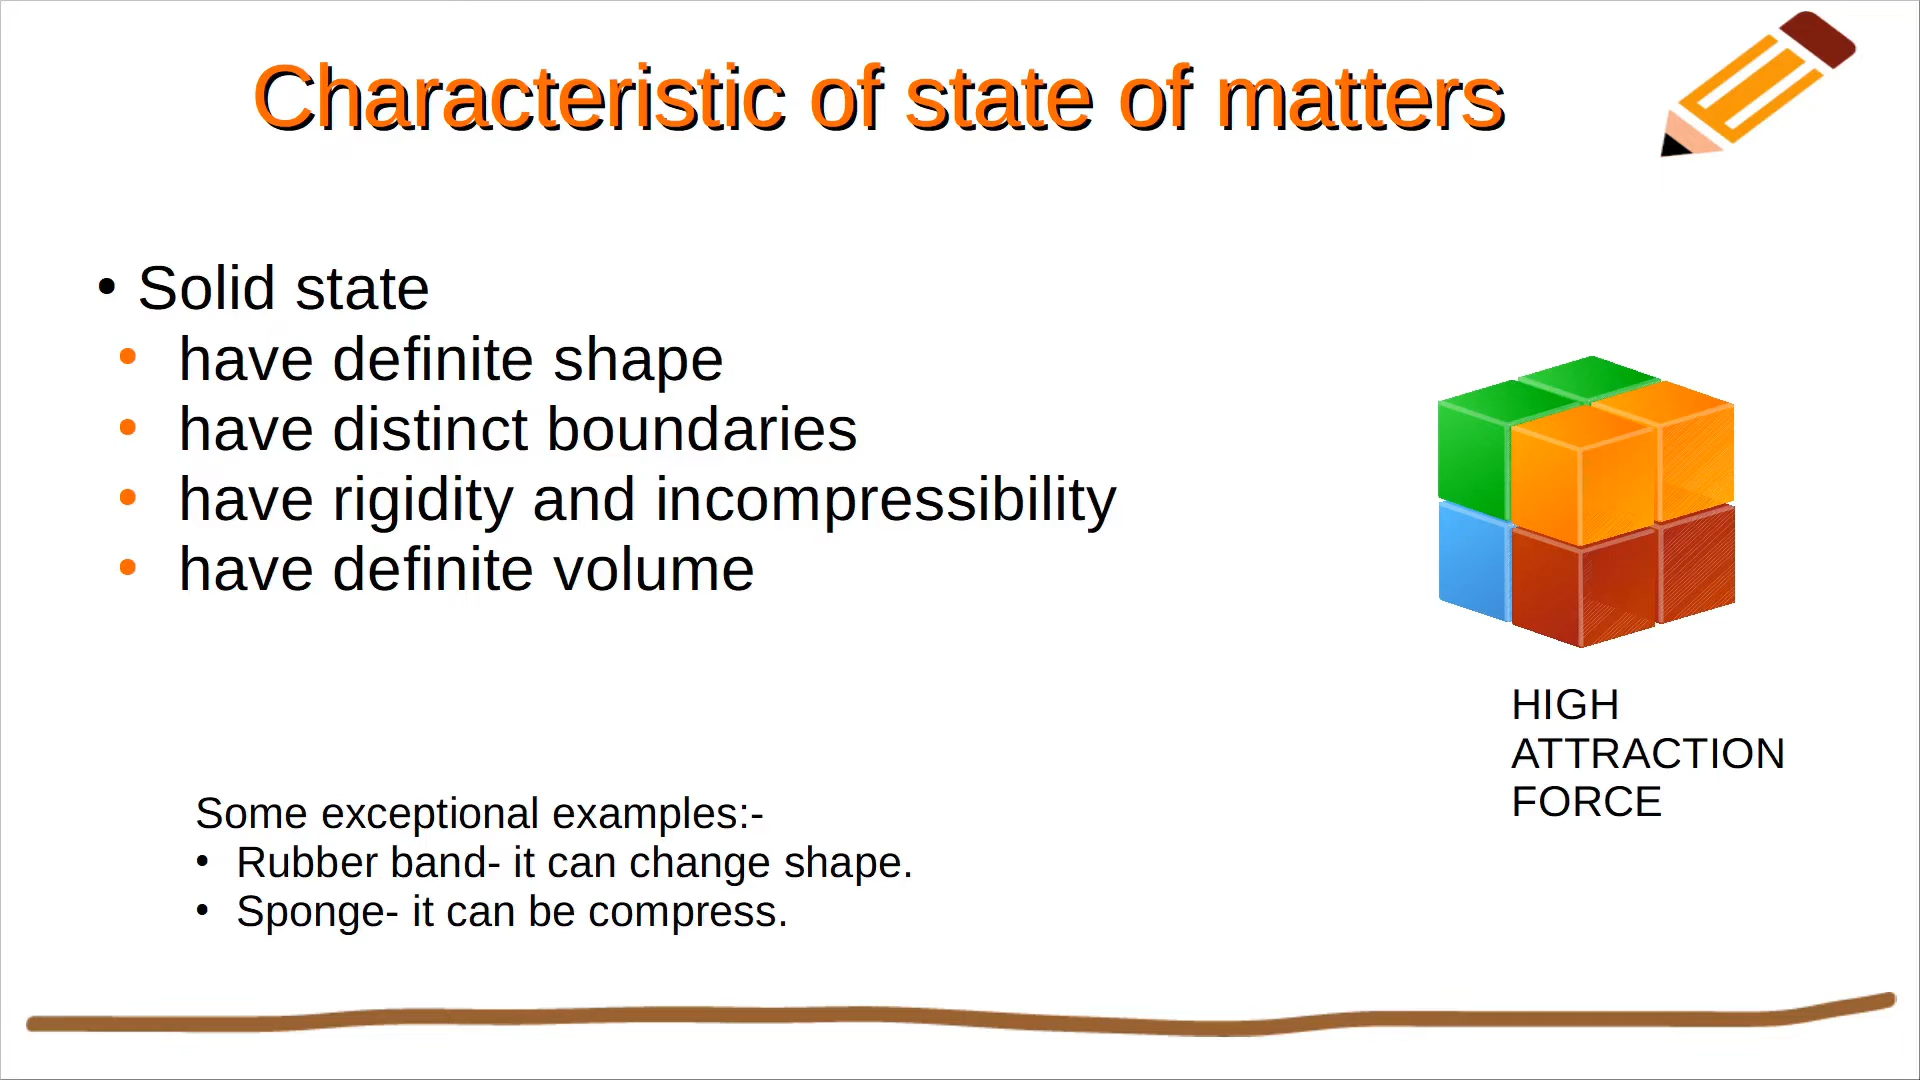 Characteristic of state of matters
• Solid state
• have definite shape
• have distinct boundaries
• have rigidity and incompressibility
• have definite volume
HIGH
ATTRACTION
FORCE
Some exceptional examples:-
• Rubber band- it can change shape.
• Sponge- it can be compress.